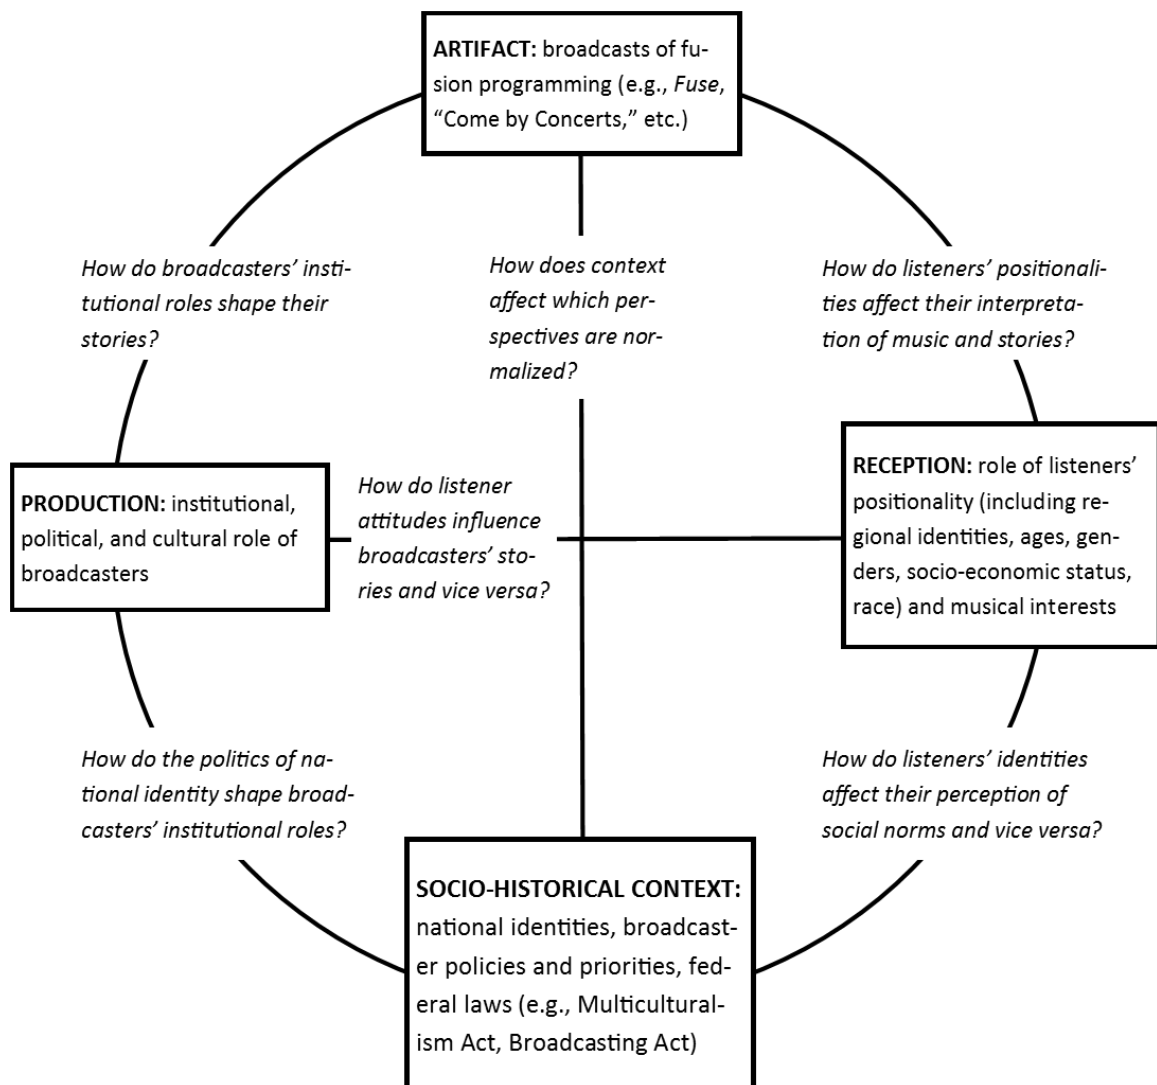 ARTIFACT: broadcasts of fu-
sion programming (e.g., Fuse,
“Come by Concerts,” etc.)
How do broadcasters’ insti-
tutional roles shape their
stories?
How does context
affect which per-
spectives are nor-
malized?
How do listeners’ positionali-
ties affect their interpreta-
tion of music and stories?
PRODUCTION: institutional,
political, and cultural role of
broadcasters
How do listener
attitudes influence
broadcasters’ sto-
ries and vice versa?
RECEPTION: role of listeners’
positionality (including re-
gional identities, ages, gen-
ders, socio-economic status,
race) and musical interests
How do the politics of na-
tional identity shape broad-
casters’ institutional roles?
How do listeners’ identities
affect their perception of
social norms and vice versa?
SOCIO-HISTORICAL CONTEXT:
national identities, broadcast-
er policies and priorities, fed-
eral laws (e.g., Multicultural-
ism Act, Broadcasting Act)